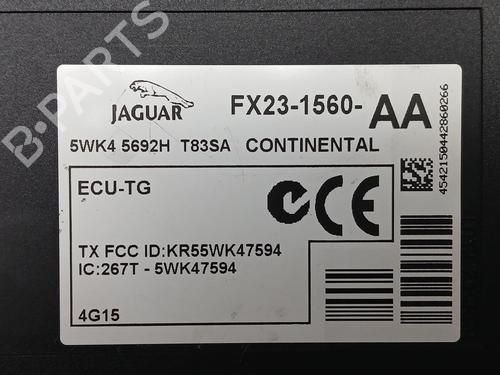 B-PARTS
JAGUAR
FX23-1560-AA
5WK4 5692H T83SA CONTINENTAL
ECU-TG
TX FCC ID:KR55WK47594
IC:267T - 5WK47594
4G15
4542150442860266